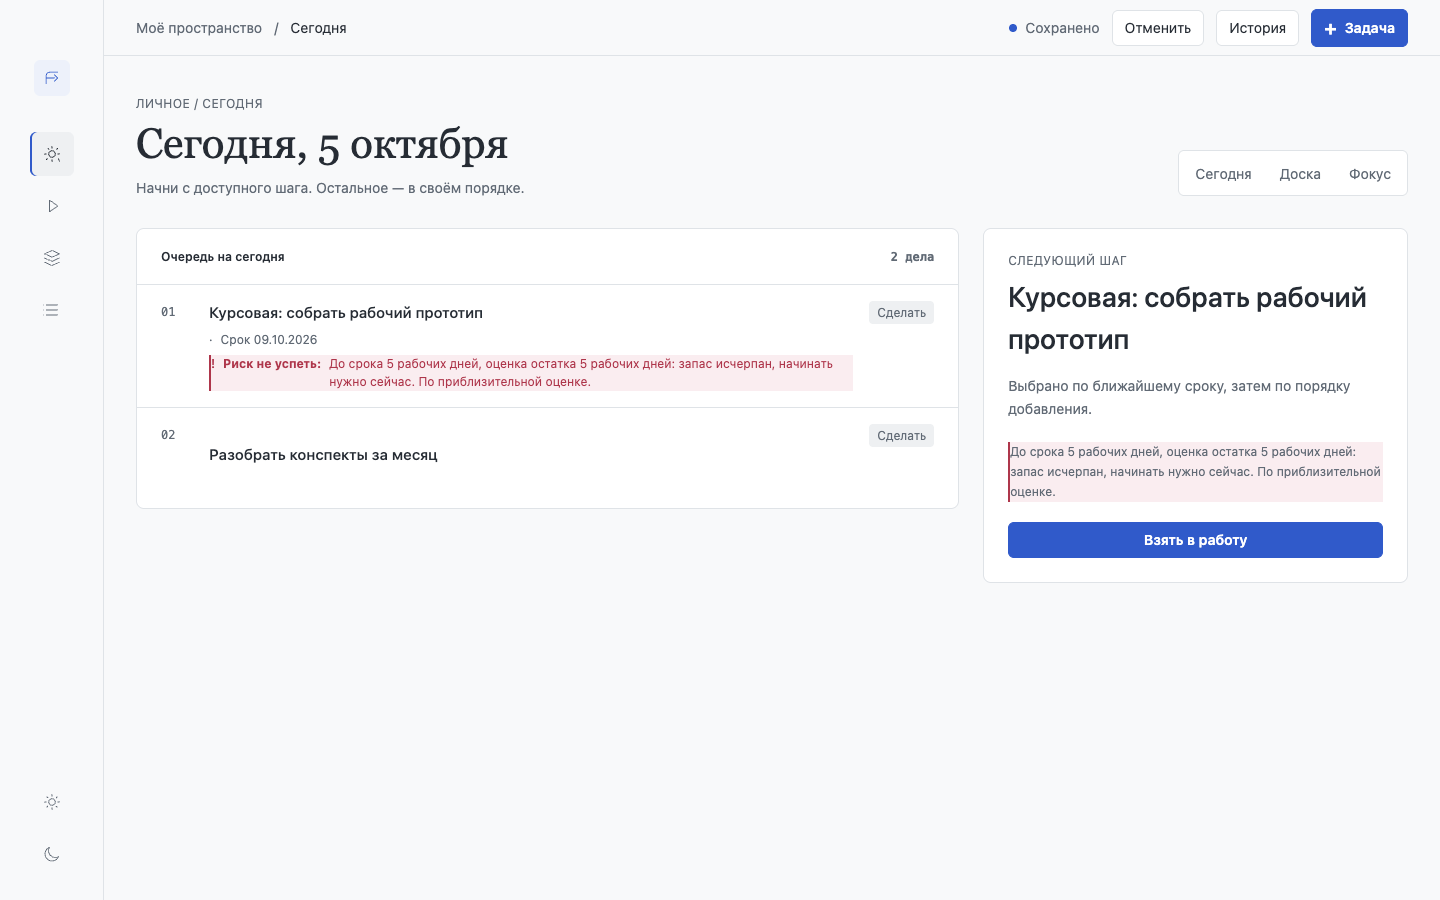 Моё пространство / Сегодня
Сохранено
Отменить
История
+ Задача
ЛИЧНОЕ / СЕГОДНЯ
Сегодня, 5 октября
Начни с доступного шага. Остальное — в своём порядке.
Сегодня
Доска
Фокус
Очередь на сегодня
2 дела
01
Курсовая: собрать рабочий прототип
Сделать
· Срок 09.10.2026
! Риск не успеть: До срока 5 рабочих дней, оценка остатка 5 рабочих дней: запас исчерпан, начинать
нужно сейчас. По приблизительной оценке.
02
Сделать
Разобрать конспекты за месяц
СЛЕДУЮЩИЙ ШАГ
Курсовая: собрать рабочий
прототип
Выбрано по ближайшему сроку, затем по порядку
добавления.
До срока 5 рабочих дней, оценка остатка 5 рабочих дней:
запас исчерпан, начинать нужно сейчас. По приблизительной
оценке.
Взять в работу